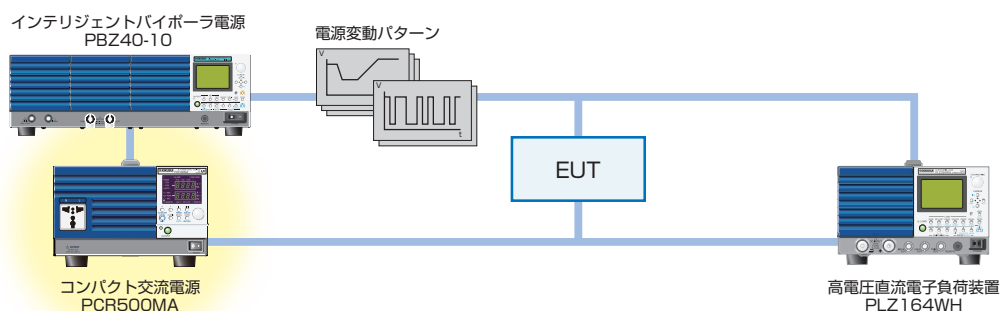 インテリジェントバイポーラ電源
PBZ40-10
電源変動パターン
V
V
t
EUT
コンパクト交流電源
PCR500MA
高電圧直流電子負荷装置
PLZ164WH